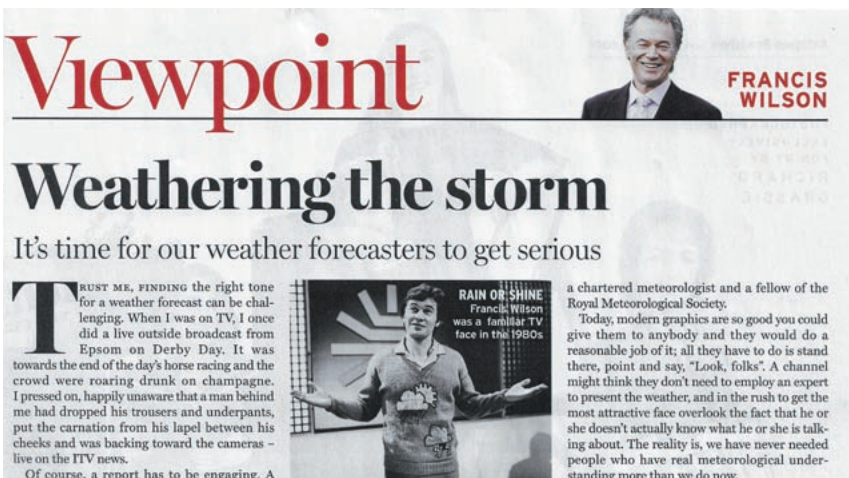 Viewpoint
FRANCIS
WILSON
Weathering the storm
It's time for our weather forecasters to get serious
TRUST ME, FINDING the right tone
for a weather forecast can be chal-
lenging. When I was on TV, I once
did a live outside broadcast from
Epsom on Derby Day. It was
towards the end of the day's horse racing and the
crowd were roaring drunk on champagne.
I pressed on, happily unaware that a man behind
me had dropped his trousers and underpants,
put the carnation from his lapel between his
cheeks and was backing toward the cameras –
live on the ITV news.
Of course, a report has to be engaging. A
RAIN OR SHINE
Francis Wilson
was a familiar TV
face in the 1980s
a chartered meteorologist and a fellow of the
Royal Meteorological Society.
Today, modern graphics are so good you could
give them to anybody and they would do a
reasonable job of it; all they have to do is stand
there, point and say, "Look, folks". A channel
might think they don't need to employ an expert
to present the weather, and in the rush to get the
most attractive face overlook the fact that he or
she doesn't actually know what he or she is talk-
ing about. The reality is, we have never needed
people who have real meteorological under-
standing more than we do now.